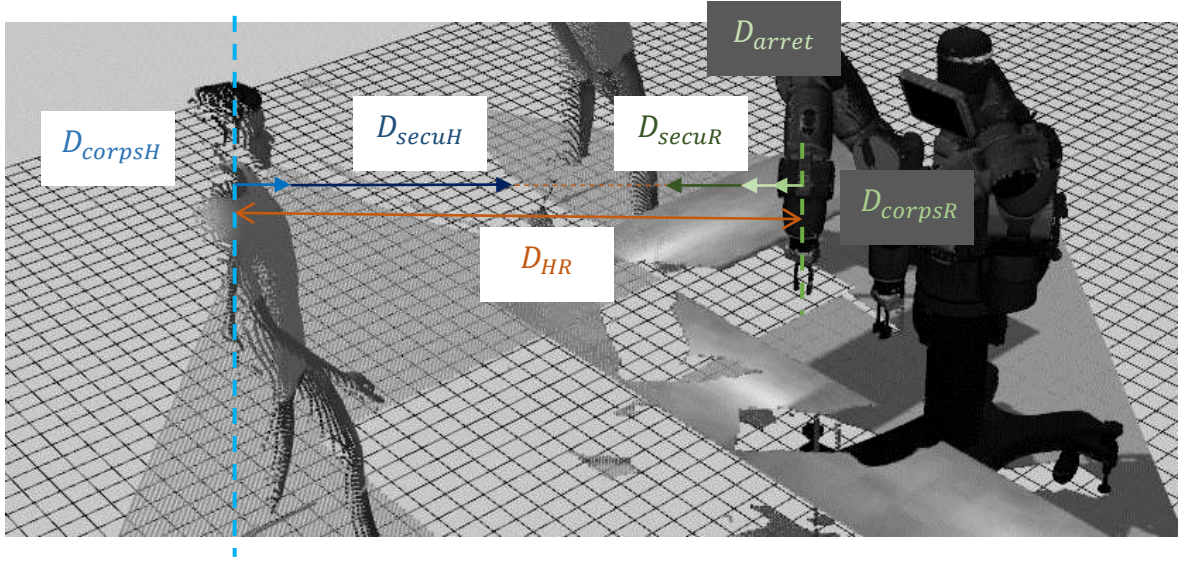 D_arret
D_corpsH
D_secuH
D_secuR
D_corpsR
D_HR